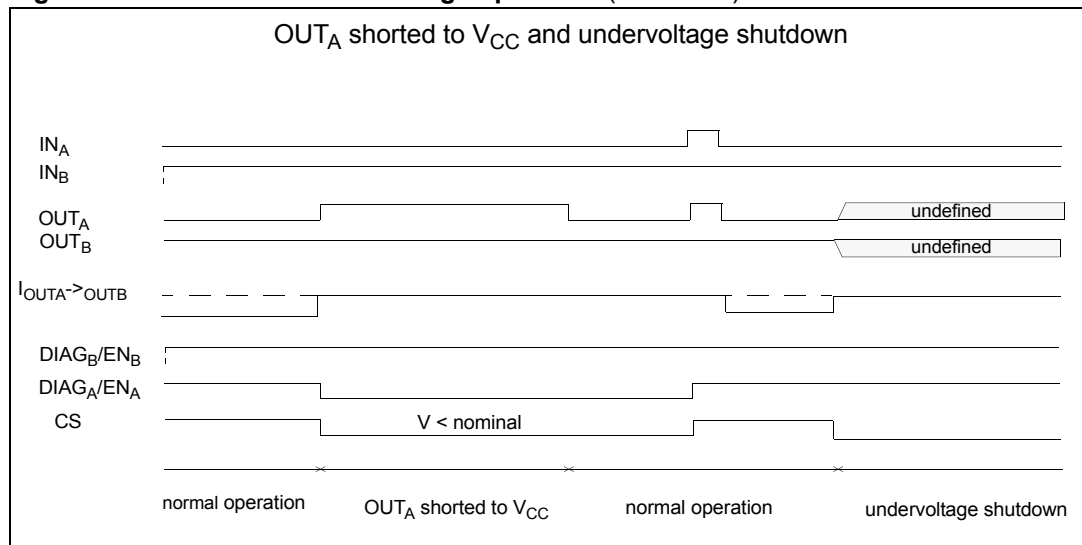 OUTA shorted to VCC and undervoltage shutdown
INA
INB
OUTA
undefined
OUTB
undefined
IOUTA->OUTB
DIAGB/ENB
DIAGA/ENA
CS
V < nominal
normal operation
OUTA shorted to VCC
normal operation
undervoltage shutdown